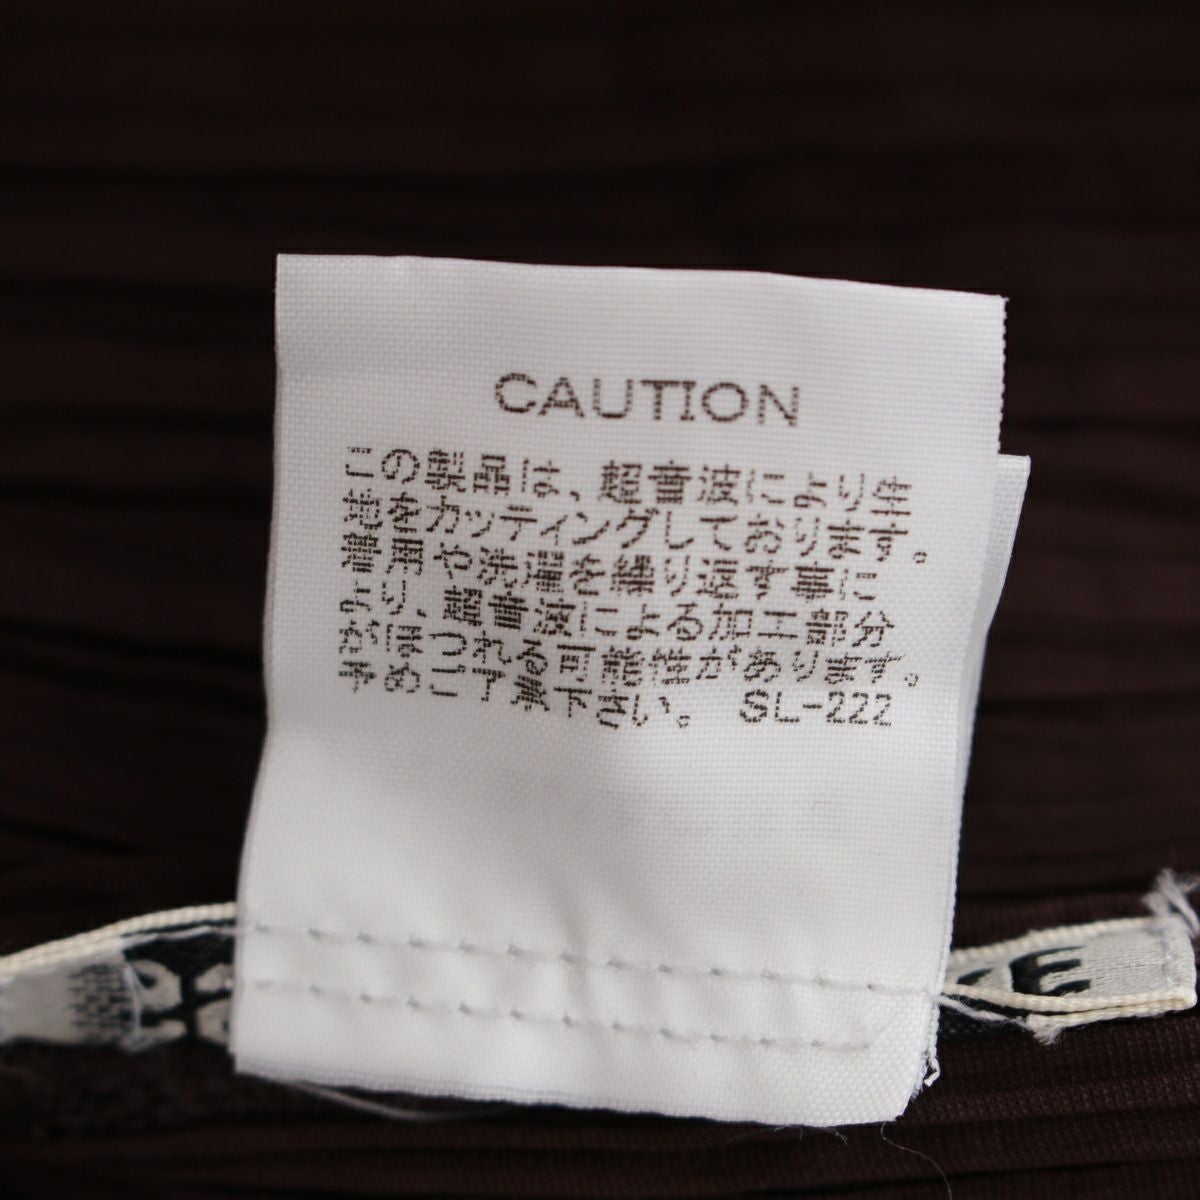 CAUTION
この製品は、超音波により生
地をカッティングしております。
着用や洗濯を繰り返す事に
より、超音波による加工部分
がほつれる可能性があります。
予めご了承下さい。 SL-222